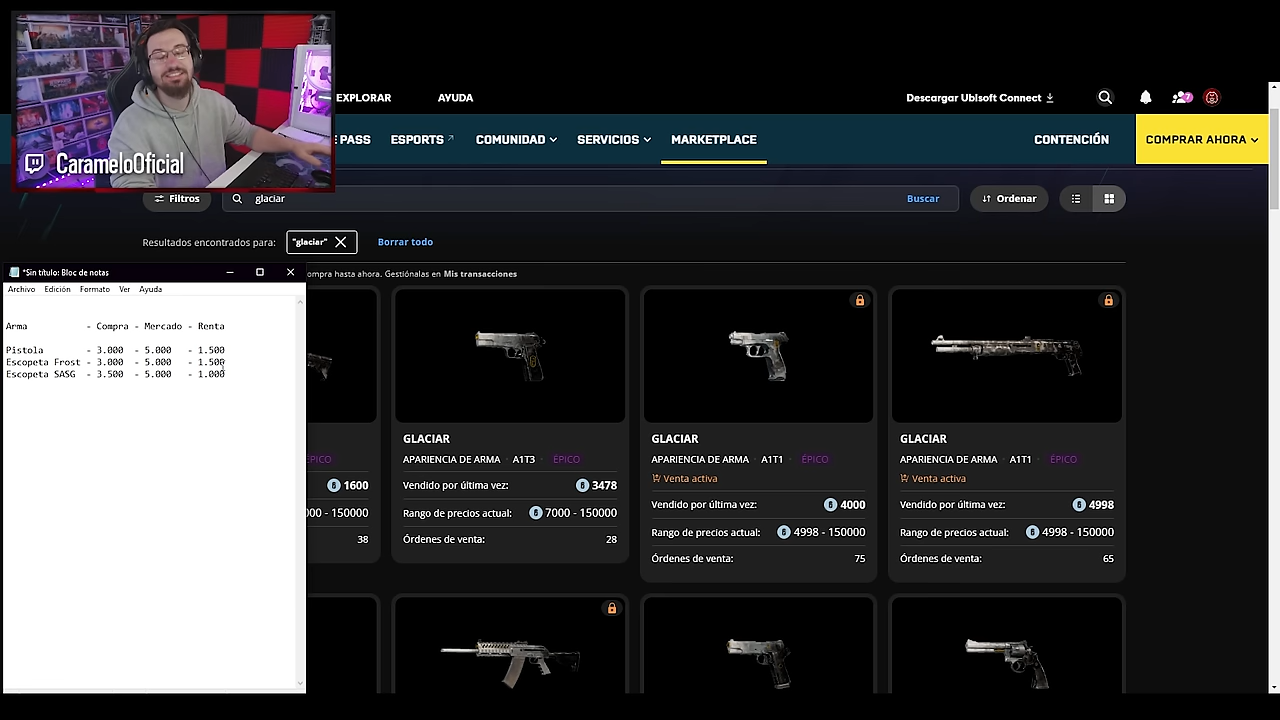 CarameloOficial
EXPLORAR
AYUDA
Descargar Ubisoft Connect
PASS
ESPORTS
COMUNIDAD
SERVICIOS
MARKETPLACE
CONTENCIÓN
COMPRAR AHORA
Filtros
glaciar
Buscar
Ordenar
Resultados encontrados para:
"glaciar"
Borrar todo
*Sin título: Bloc de notas
ompra hasta ahora. Gestiónalas en Mis transacciones
Archivo Edición Formato Ver Ayuda
Arma - Compra - Mercado - Renta
Pistola - 3.000 - 5.000 - 1.500
Escopeta Frost - 3.000 - 5.000 - 1.500
Escopeta SASG - 3.500 - 5.000 - 1.000
ÉPICO
1600
00 - 150000
38
GLACIAR
APARIENCIA DE ARMA · A1T3 · ÉPICO
Vendido por última vez: 3478
Rango de precios actual: 7000 - 150000
Órdenes de venta: 28
GLACIAR
APARIENCIA DE ARMA · A1T1 · ÉPICO
Venta activa
Vendido por última vez: 4000
Rango de precios actual: 4998 - 150000
Órdenes de venta: 75
GLACIAR
APARIENCIA DE ARMA · A1T1 · ÉPICO
Venta activa
Vendido por última vez: 4998
Rango de precios actual: 4998 - 150000
Órdenes de venta: 65